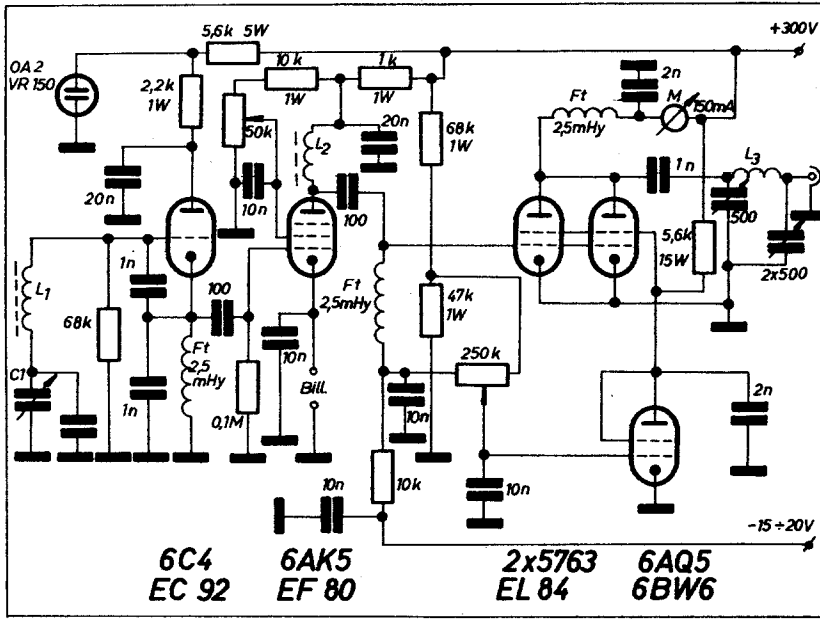 5,6k 5W
+300V
OA2
VR 150
2,2k
1W
10k
1W
1k
1W
2n
M
150mA
Ft
2,5mHy
50k
L2
20n
68k
1W
20n
10n
100
1n
L3
500
5,6k
15W
2x500
L1
1n
68k
100
Ft
2,5mHy
47k
1W
C1
1n
Ft
2,5
mHy
0,1M
10n
Bill.
250k
10n
2n
10n
10k
10n
-15÷20V
6C4
EC 92
6AK5
EF 80
2x5763
EL 84
6AQ5
6BW6